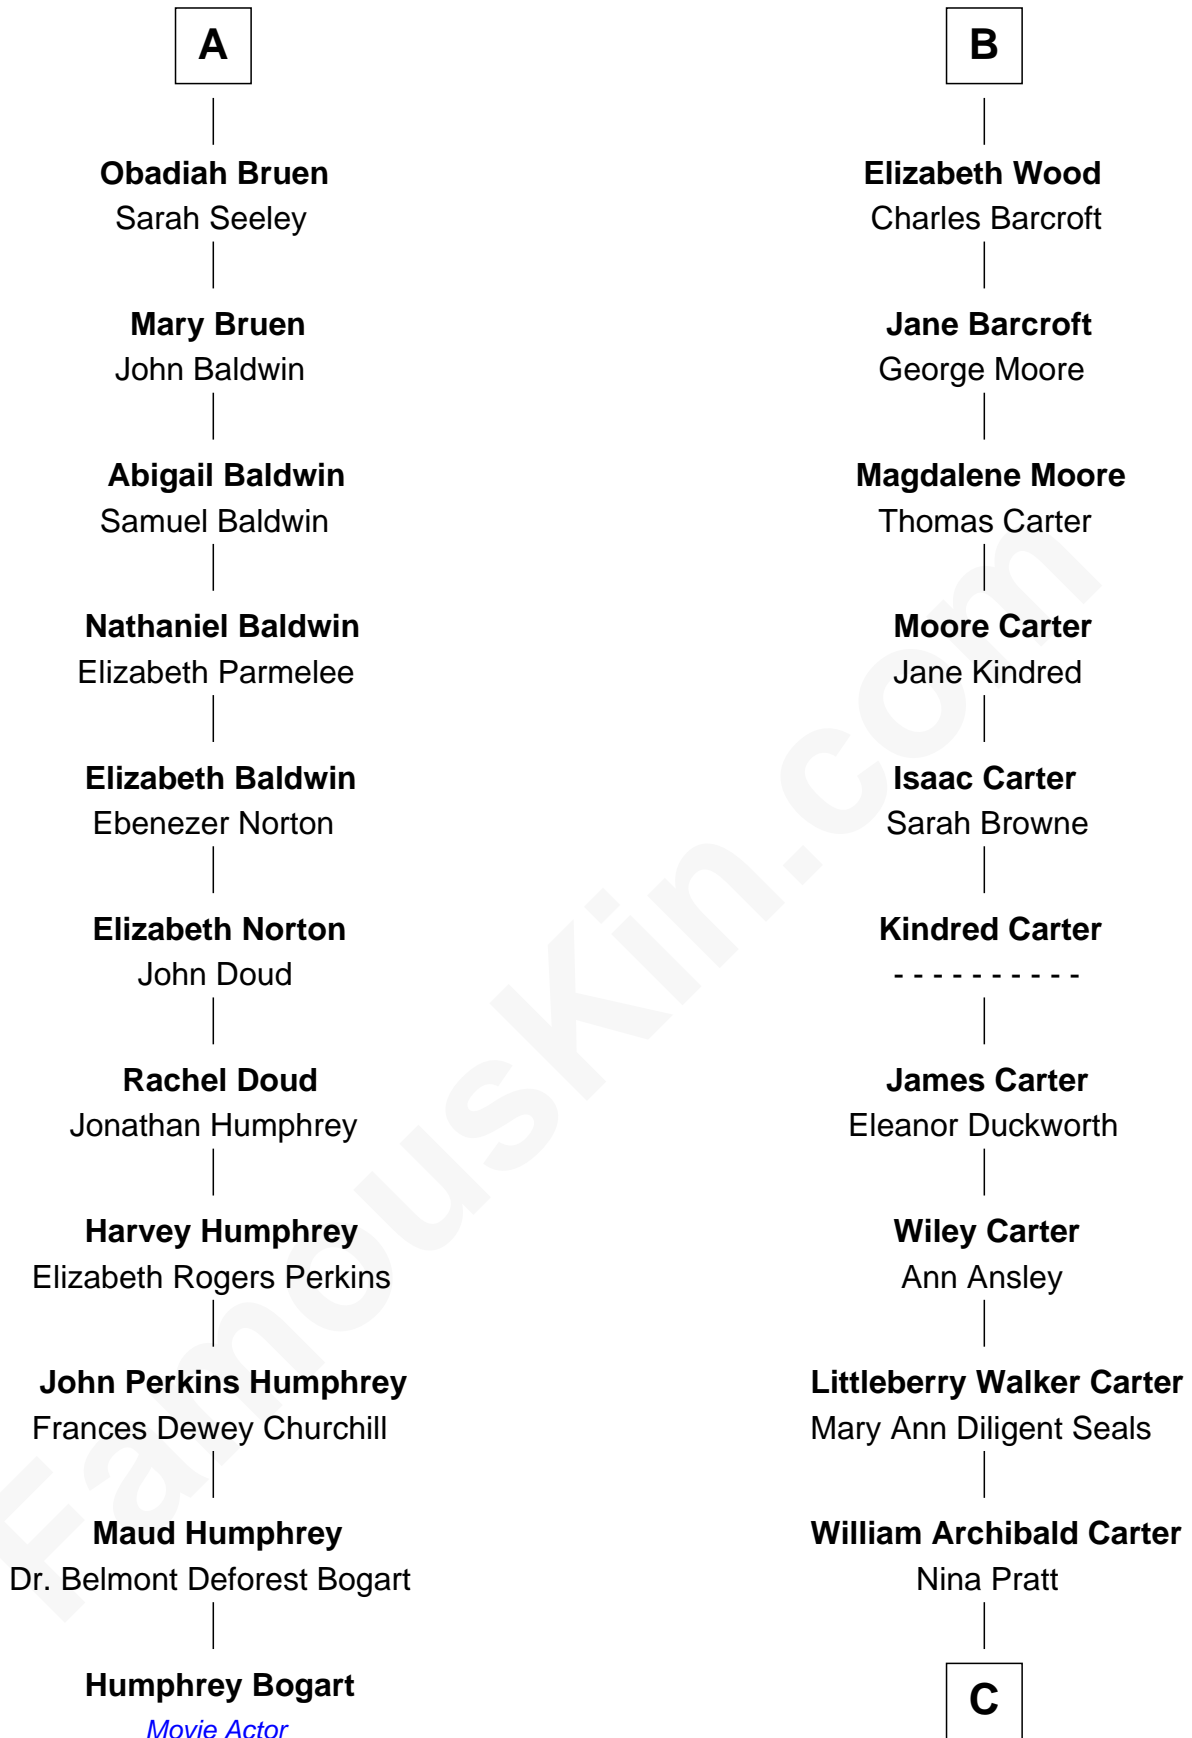 A
Obadiah Bruen
Sarah Seeley
Mary Bruen
John Baldwin
Abigail Baldwin
Samuel Baldwin
Nathaniel Baldwin
Elizabeth Parmelee
Elizabeth Baldwin
Ebenezer Norton
Elizabeth Norton
John Doud
Rachel Doud
Jonathan Humphrey
Harvey Humphrey
Elizabeth Rogers Perkins
John Perkins Humphrey
Frances Dewey Churchill
Maud Humphrey
Dr. Belmont Deforest Bogart
Humphrey Bogart
Movie Actor
B
Elizabeth Wood
Charles Barcroft
Jane Barcroft
George Moore
Magdalene Moore
Thomas Carter
Moore Carter
Jane Kindred
Isaac Carter
Sarah Browne
Kindred Carter
- - - - - - - - - -
James Carter
Eleanor Duckworth
Wiley Carter
Ann Ansley
Littleberry Walker Carter
Mary Ann Diligent Seals
William Archibald Carter
Nina Pratt
C
FamousKin.com